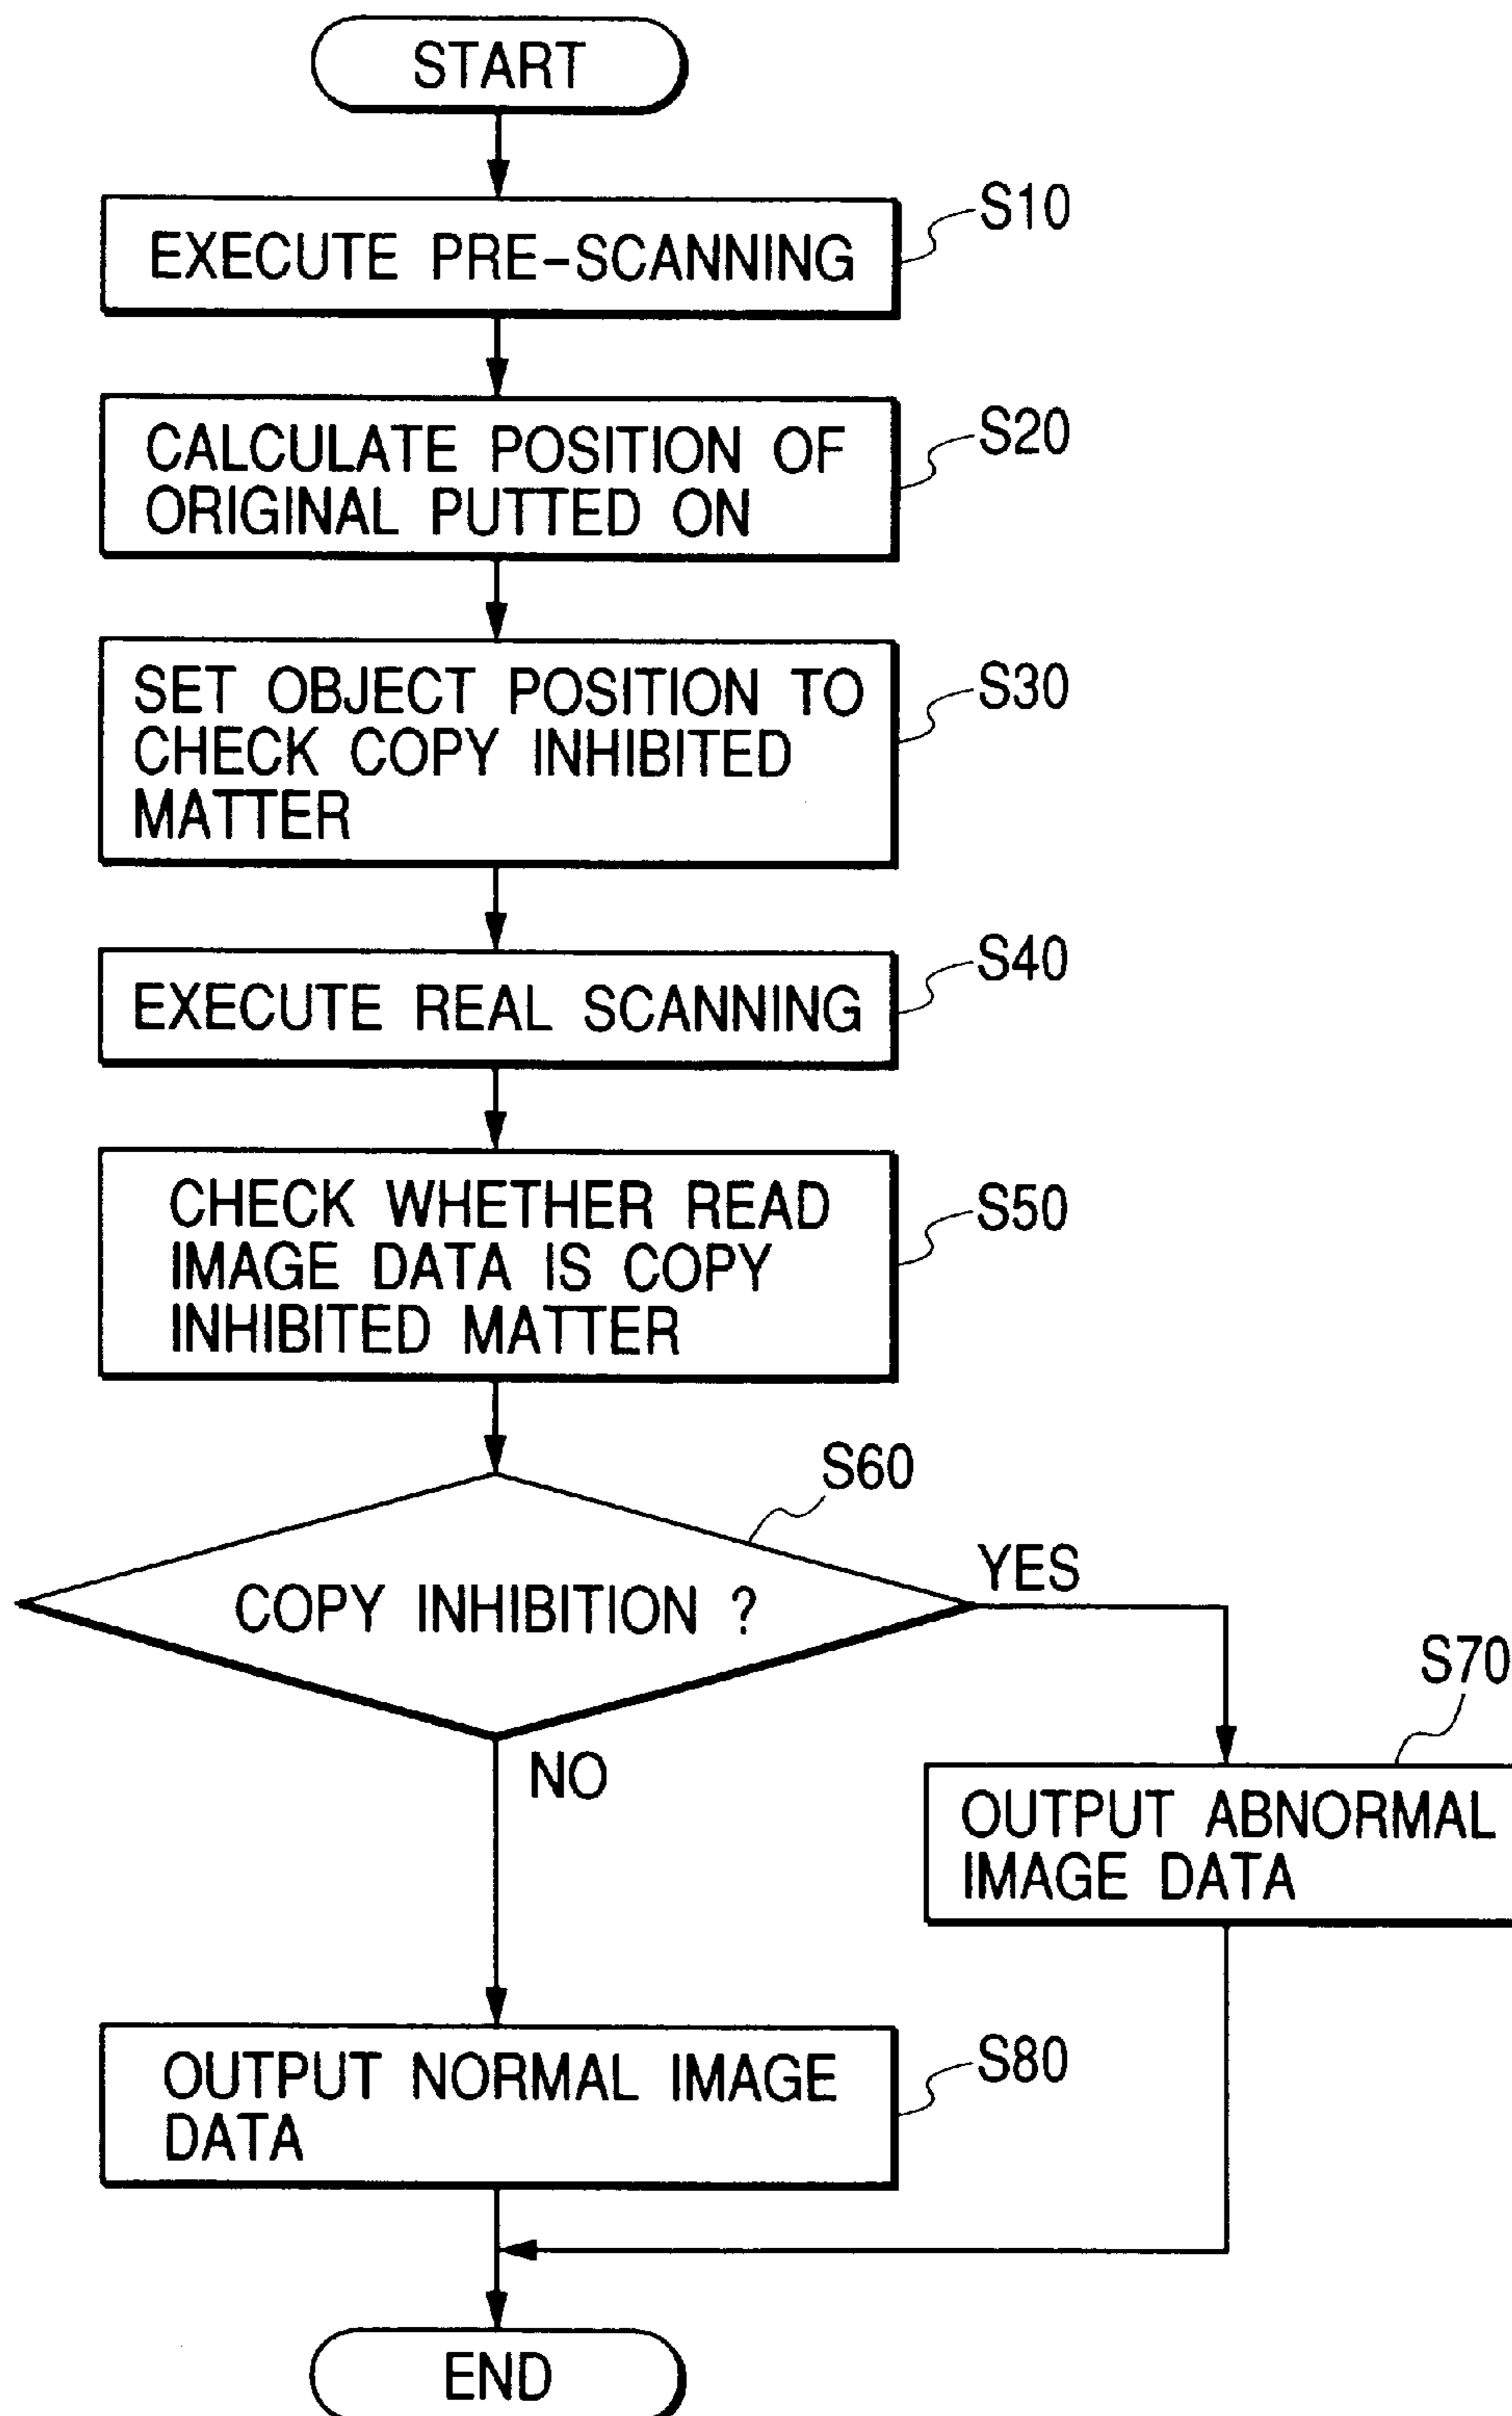 START
EXECUTE PRE-SCANNING
S10
CALCULATE POSITION OF
ORIGINAL PUTTED ON
S20
SET OBJECT POSITION TO
CHECK COPY INHIBITED
MATTER
S30
EXECUTE REAL SCANNING
S40
CHECK WHETHER READ
IMAGE DATA IS COPY
INHIBITED MATTER
S50
S60
COPY INHIBITION ?
YES
NO
S70
OUTPUT ABNORMAL
IMAGE DATA
OUTPUT NORMAL IMAGE
DATA
S80
END